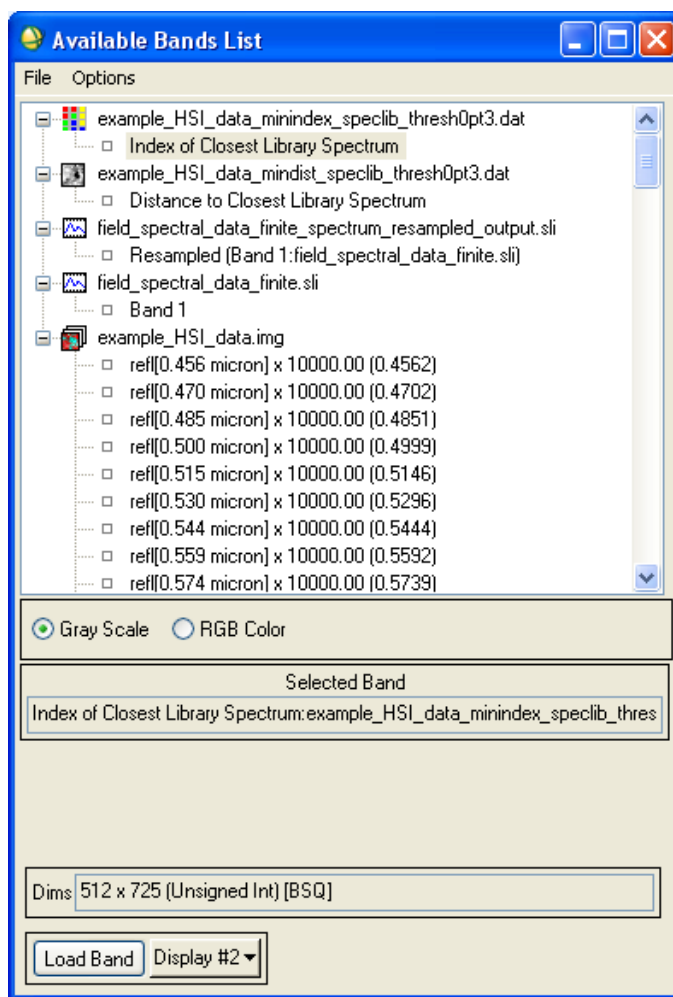 Available Bands List
File Options
example_HSI_data_minindex_speclib_thresh0pt3.dat
Index of Closest Library Spectrum
example_HSI_data_mindist_speclib_thresh0pt3.dat
Distance to Closest Library Spectrum
field_spectral_data_finite_spectrum_resampled_output.sli
Resampled (Band 1:field_spectral_data_finite.sli)
field_spectral_data_finite.sli
Band 1
example_HSI_data.img
refl[0.456 micron] x 10000.00 (0.4562)
refl[0.470 micron] x 10000.00 (0.4702)
refl[0.485 micron] x 10000.00 (0.4851)
refl[0.500 micron] x 10000.00 (0.4999)
refl[0.515 micron] x 10000.00 (0.5146)
refl[0.530 micron] x 10000.00 (0.5296)
refl[0.544 micron] x 10000.00 (0.5444)
refl[0.559 micron] x 10000.00 (0.5592)
refl[0.574 micron] x 10000.00 (0.5739)
Gray Scale RGB Color
Selected Band
Index of Closest Library Spectrum:example_HSI_data_minindex_speclib_thres
Dims 512 x 725 (Unsigned Int) [BSQ]
Load Band Display #2